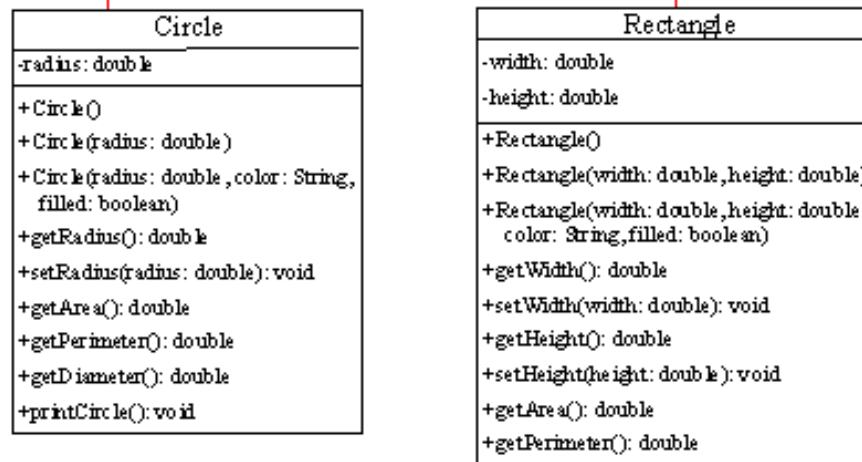 Circle
-radius: double
+Circle()
+Circle(radius: double)
+Circle(radius: double,color: String,
filled: boolean)
+getRadius(): double
+setRadius(radius: double): void
+getArea(): double
+getPerimeter(): double
+getDiameter(): double
+printCircle(): void
Rectangle
-width: double
-height: double
+Rectangle()
+Rectangle(width: double,height: double)
+Rectangle(width: double,height: double
color: String,filled: boolean)
+getWidth(): double
+setWidth(width: double): void
+getHeight(): double
+setHeight(height: double): void
+getArea(): double
+getPerimeter(): double